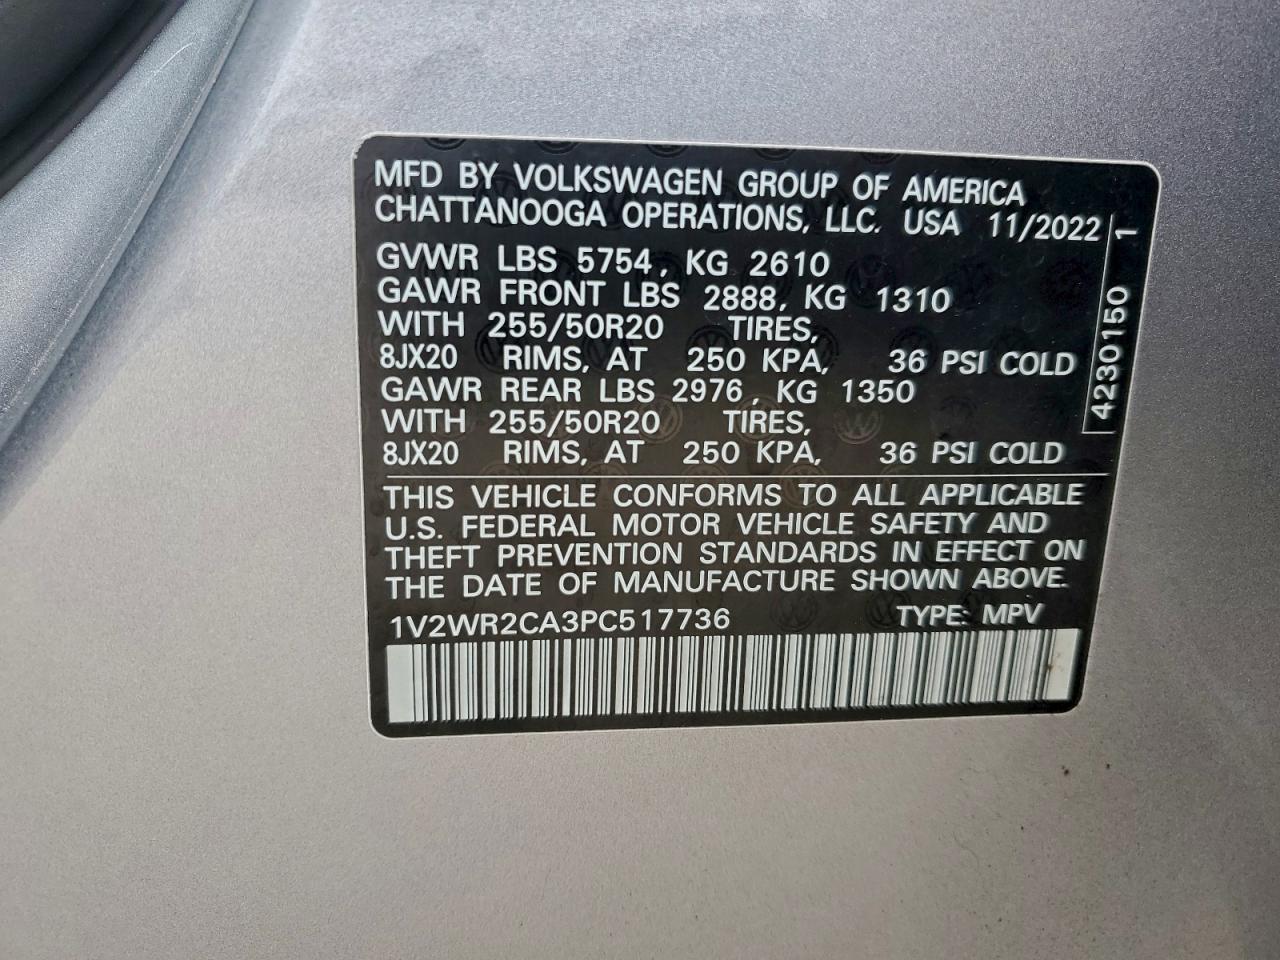 MFD BY VOLKSWAGEN GROUP OF AMERICA
CHATTANOOGA OPERATIONS, LLC. USA 11/2022
GVWR LBS 5754, KG 2610
GAWR FRONT LBS 2888, KG 1310
WITH 255/50R20 TIRES,
8JX20 RIMS, AT 250 KPA, 36 PSI COLD
GAWR REAR LBS 2976, KG 1350
WITH 255/50R20 TIRES,
8JX20 RIMS, AT 250 KPA, 36 PSI COLD
4230150 1
THIS VEHICLE CONFORMS TO ALL APPLICABLE
U.S. FEDERAL MOTOR VEHICLE SAFETY AND
THEFT PREVENTION STANDARDS IN EFFECT ON
THE DATE OF MANUFACTURE SHOWN ABOVE.
1V2WR2CA3PC517736 TYPE: MPV